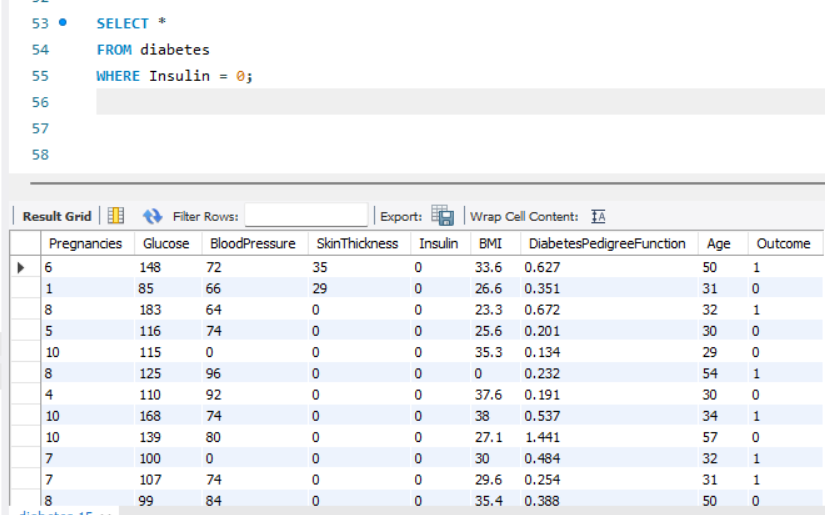 53 SELECT *
54 FROM diabetes
55 WHERE Insulin = 0;
56
57
58
Result Grid Filter Rows: Export: Wrap Cell Content: IA
Pregnancies Glucose BloodPressure SkinThickness Insulin BMI DiabetesPedigreeFunction Age Outcome
6 148 72 35 0 33.6 0.627 50 1
1 85 66 29 0 26.6 0.351 31 0
8 183 64 0 0 23.3 0.672 32 1
5 116 74 0 0 25.6 0.201 30 0
10 115 0 0 0 35.3 0.134 29 0
8 125 96 0 0 0 0.232 54 1
4 110 92 0 0 37.6 0.191 30 0
10 168 74 0 0 38 0.537 34 1
10 139 80 0 0 27.1 1.441 57 0
7 100 0 0 0 30 0.484 32 1
7 107 74 0 0 29.6 0.254 31 1
8 99 84 0 0 35.4 0.388 50 0